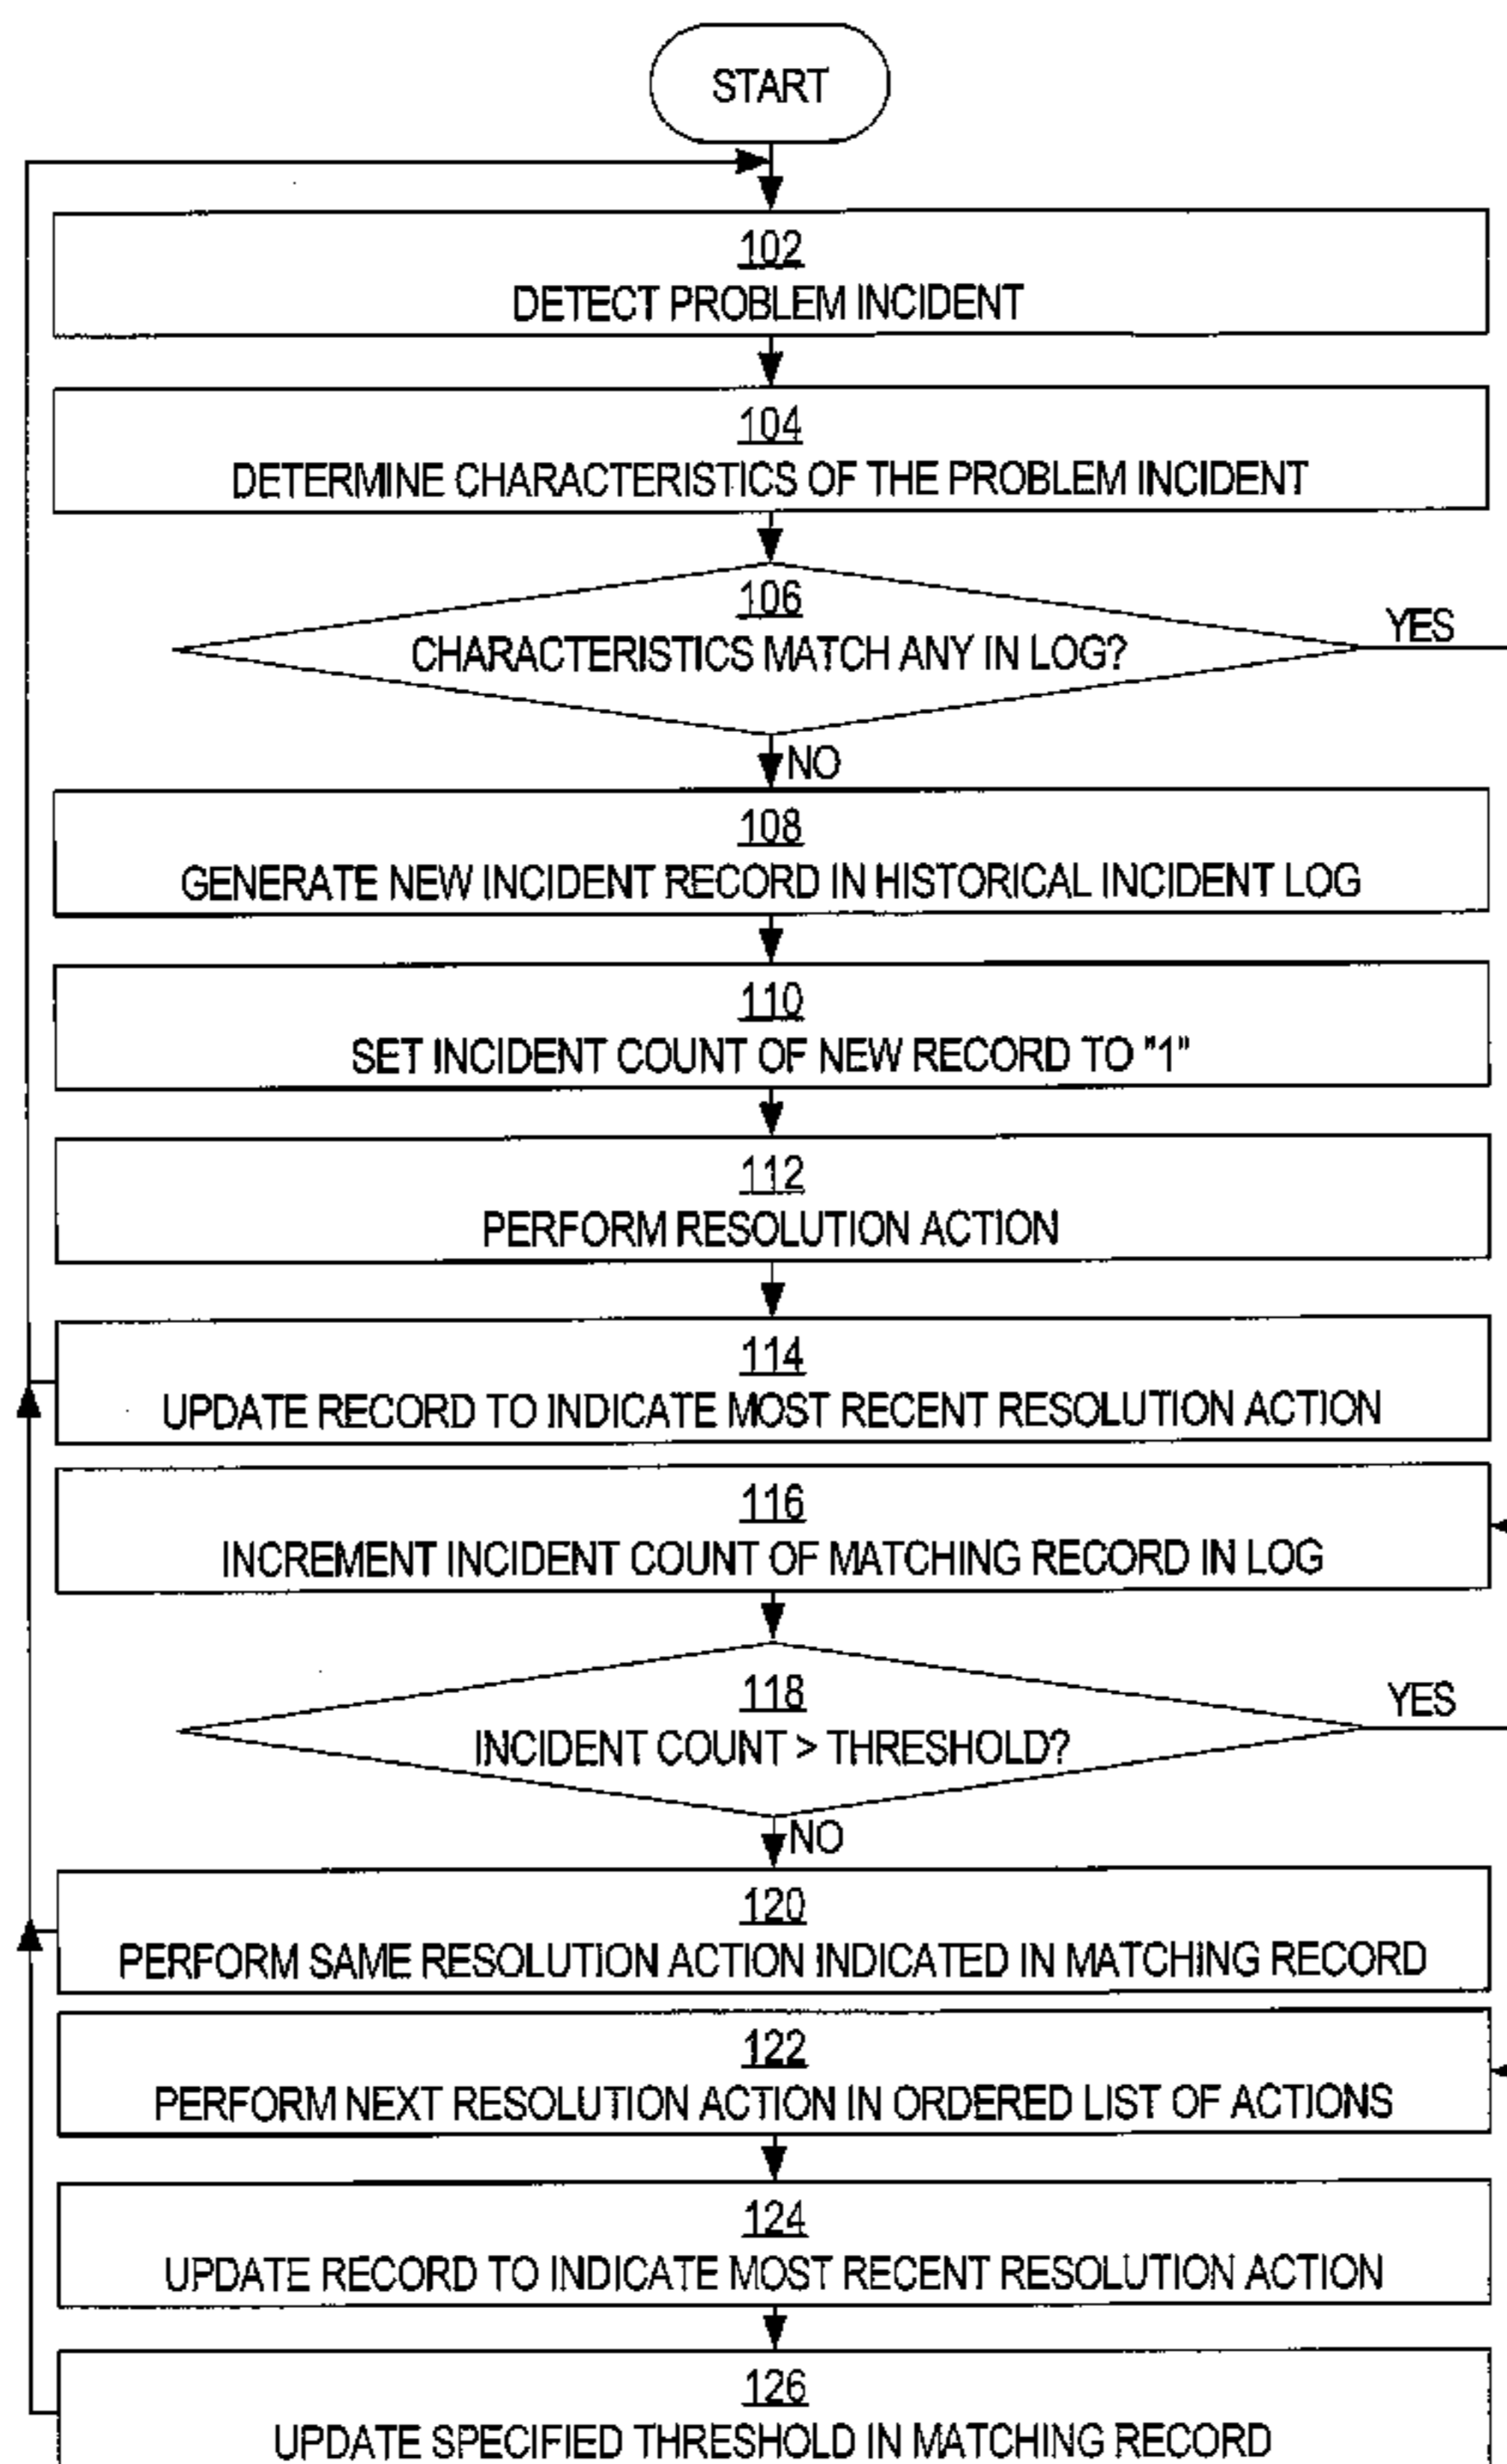 START
102
DETECT PROBLEM INCIDENT
104
DETERMINE CHARACTERISTICS OF THE PROBLEM INCIDENT
106
CHARACTERISTICS MATCH ANY IN LOG?
YES
NO
108
GENERATE NEW INCIDENT RECORD IN HISTORICAL INCIDENT LOG
110
SET INCIDENT COUNT OF NEW RECORD TO "1"
112
PERFORM RESOLUTION ACTION
114
UPDATE RECORD TO INDICATE MOST RECENT RESOLUTION ACTION
116
INCREMENT INCIDENT COUNT OF MATCHING RECORD IN LOG
118
INCIDENT COUNT > THRESHOLD?
YES
NO
120
PERFORM SAME RESOLUTION ACTION INDICATED IN MATCHING RECORD
122
PERFORM NEXT RESOLUTION ACTION IN ORDERED LIST OF ACTIONS
124
UPDATE RECORD TO INDICATE MOST RECENT RESOLUTION ACTION
126
UPDATE SPECIFIED THRESHOLD IN MATCHING RECORD